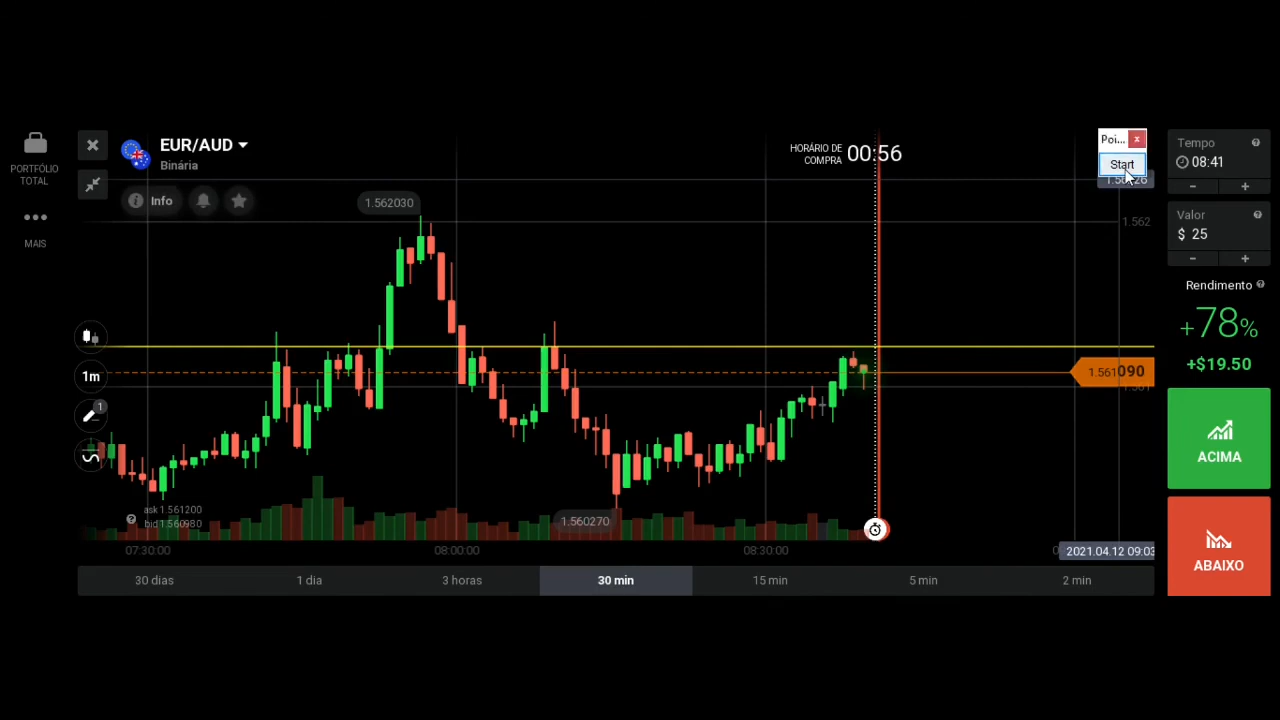 PORTFÓLIO
TOTAL
MAIS
EUR/AUD
Binária
Info
1.562030
HORÁRIO DE
COMPRA
00:56
Poi...
x
Start
1.562
1.561090
1m
1
ask 1.561200
bid 1.560980
1.560270
07:30:00
08:00:00
08:30:00
2021.04.12 09:03
30 dias
1 dia
3 horas
30 min
15 min
5 min
2 min
Tempo
08:41
Valor
$ 25
Rendimento
+78%
+$19.50
ACIMA
ABAIXO